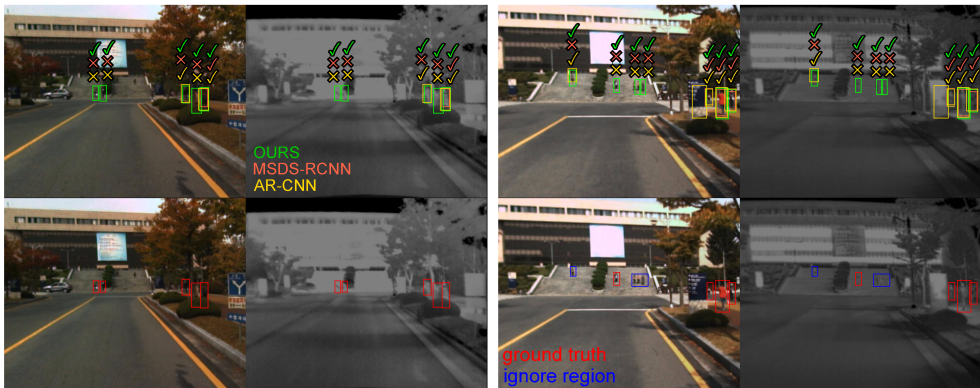 OURS
MSDS-RCNN
AR-CNN
ground truth
ignore region